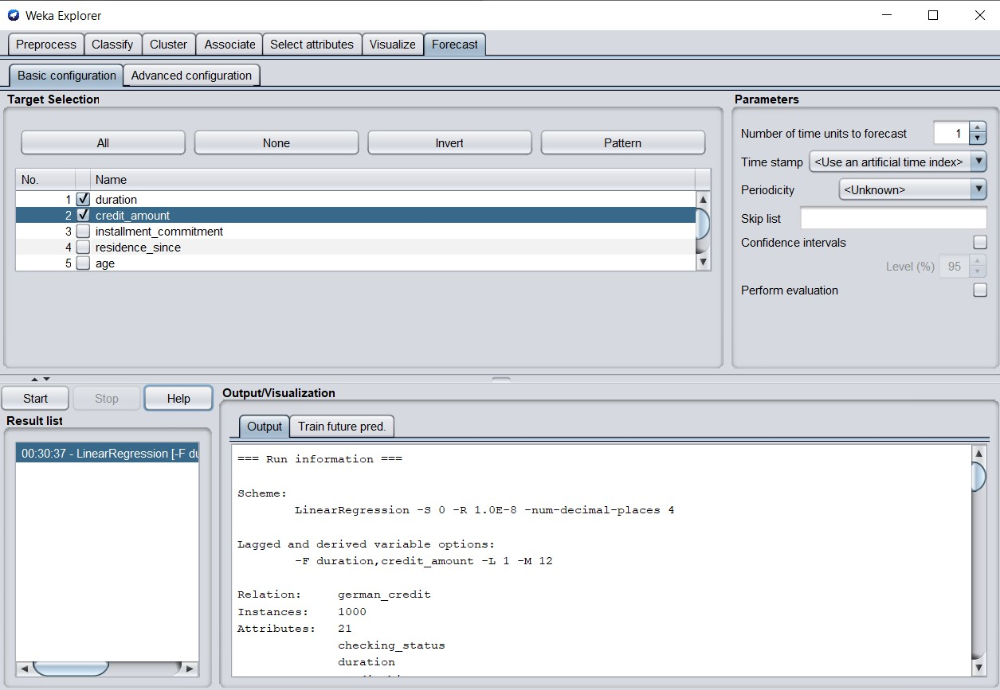 Weka Explorer
Preprocess Classify Cluster Associate Select attributes Visualize Forecast
Basic configuration Advanced configuration
Target Selection
All None Invert Pattern
No. Name
1 duration
2 credit_amount
3 installment_commitment
4 residence_since
5 age
Parameters
Number of time units to forecast 1
Time stamp <Use an artificial time index>
Periodicity <Unknown>
Skip list
Confidence intervals
Level (%) 95
Perform evaluation
Start Stop Help
Result list
00:30:37 - LinearRegression [-F du
Output/Visualization
Output Train future pred.
=== Run information ===
Scheme:
LinearRegression -S 0 -R 1.0E-8 -num-decimal-places 4
Lagged and derived variable options:
-F duration,credit_amount -L 1 -M 12
Relation: german_credit
Instances: 1000
Attributes: 21
checking_status
duration